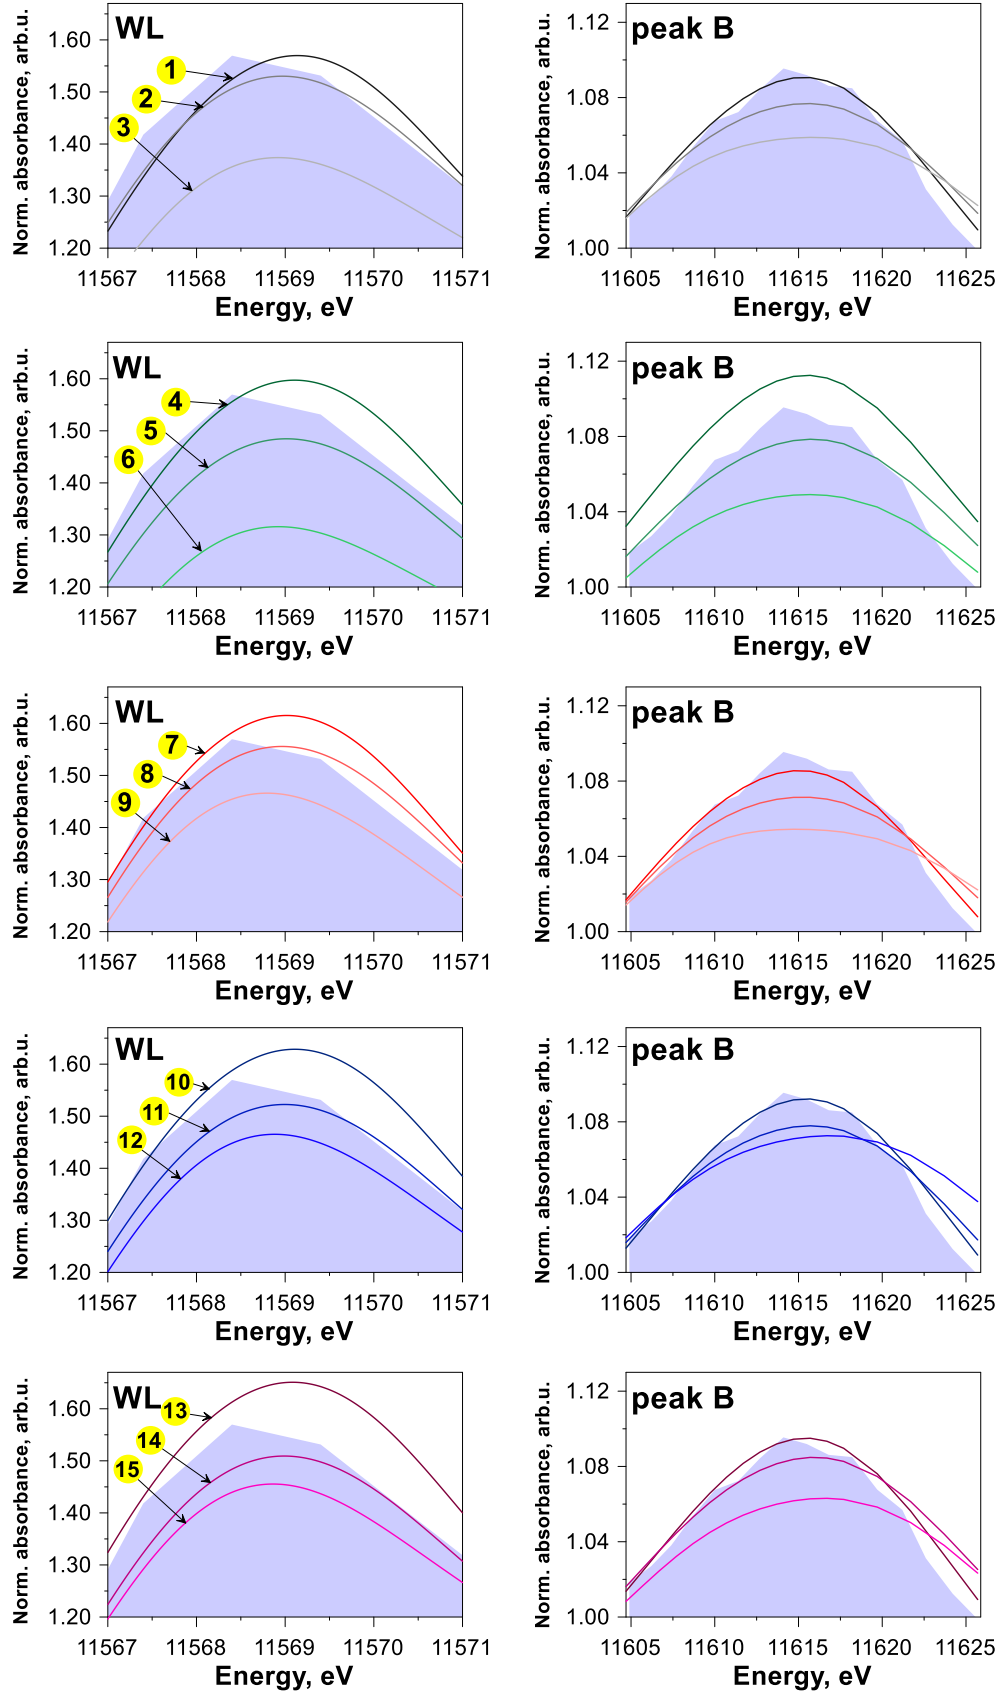 WL
1
2
3
1.60
1.50
1.40
1.30
1.20
Norm. absorbance, arb.u.
11567 11568 11569 11570 11571
Energy, eV
peak B
1.12
1.08
1.04
1.00
Norm. absorbance, arb.u.
11605 11610 11615 11620 11625
Energy, eV
WL
4
5
6
1.60
1.50
1.40
1.30
1.20
Norm. absorbance, arb.u.
11567 11568 11569 11570 11571
Energy, eV
peak B
1.12
1.08
1.04
1.00
Norm. absorbance, arb.u.
11605 11610 11615 11620 11625
Energy, eV
WL
7
8
9
1.60
1.50
1.40
1.30
1.20
Norm. absorbance, arb.u.
11567 11568 11569 11570 11571
Energy, eV
peak B
1.12
1.08
1.04
1.00
Norm. absorbance, arb.u.
11605 11610 11615 11620 11625
Energy, eV
WL
10
11
12
1.60
1.50
1.40
1.30
1.20
Norm. absorbance, arb.u.
11567 11568 11569 11570 11571
Energy, eV
peak B
1.12
1.08
1.04
1.00
Norm. absorbance, arb.u.
11605 11610 11615 11620 11625
Energy, eV
WL
13
14
15
1.60
1.50
1.40
1.30
1.20
Norm. absorbance, arb.u.
11567 11568 11569 11570 11571
Energy, eV
peak B
1.12
1.08
1.04
1.00
Norm. absorbance, arb.u.
11605 11610 11615 11620 11625
Energy, eV